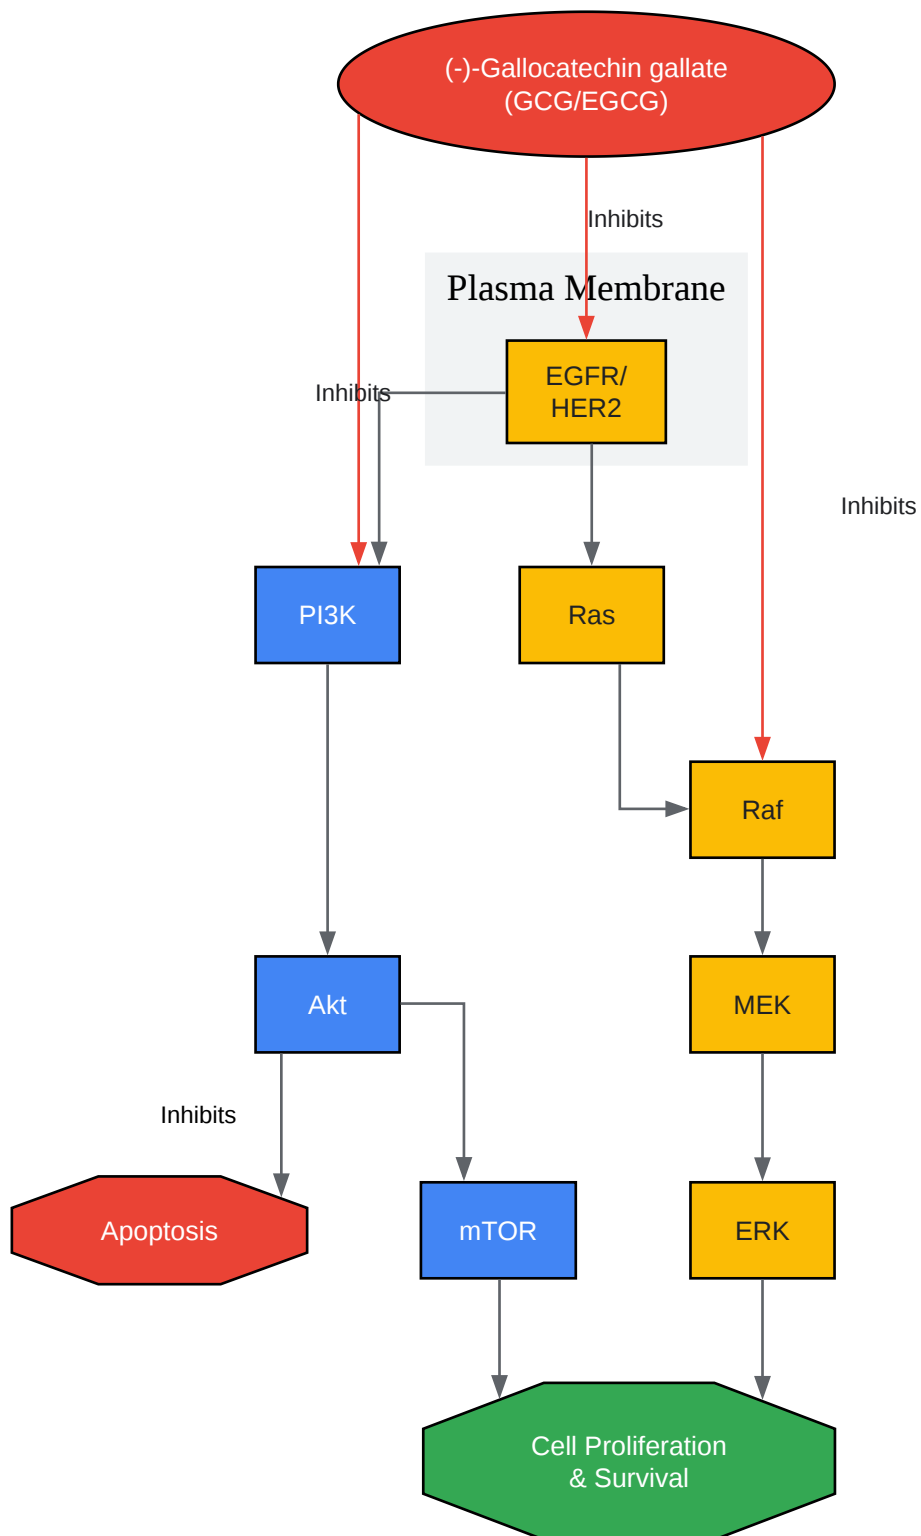 (-)-Gallocatechin gallate
(GCG/EGCG)
Inhibits
Plasma Membrane
EGFR/
HER2
Inhibits
Inhibits
PI3K
Ras
Raf
Akt
MEK
Inhibits
Apoptosis
mTOR
ERK
Cell Proliferation
& Survival